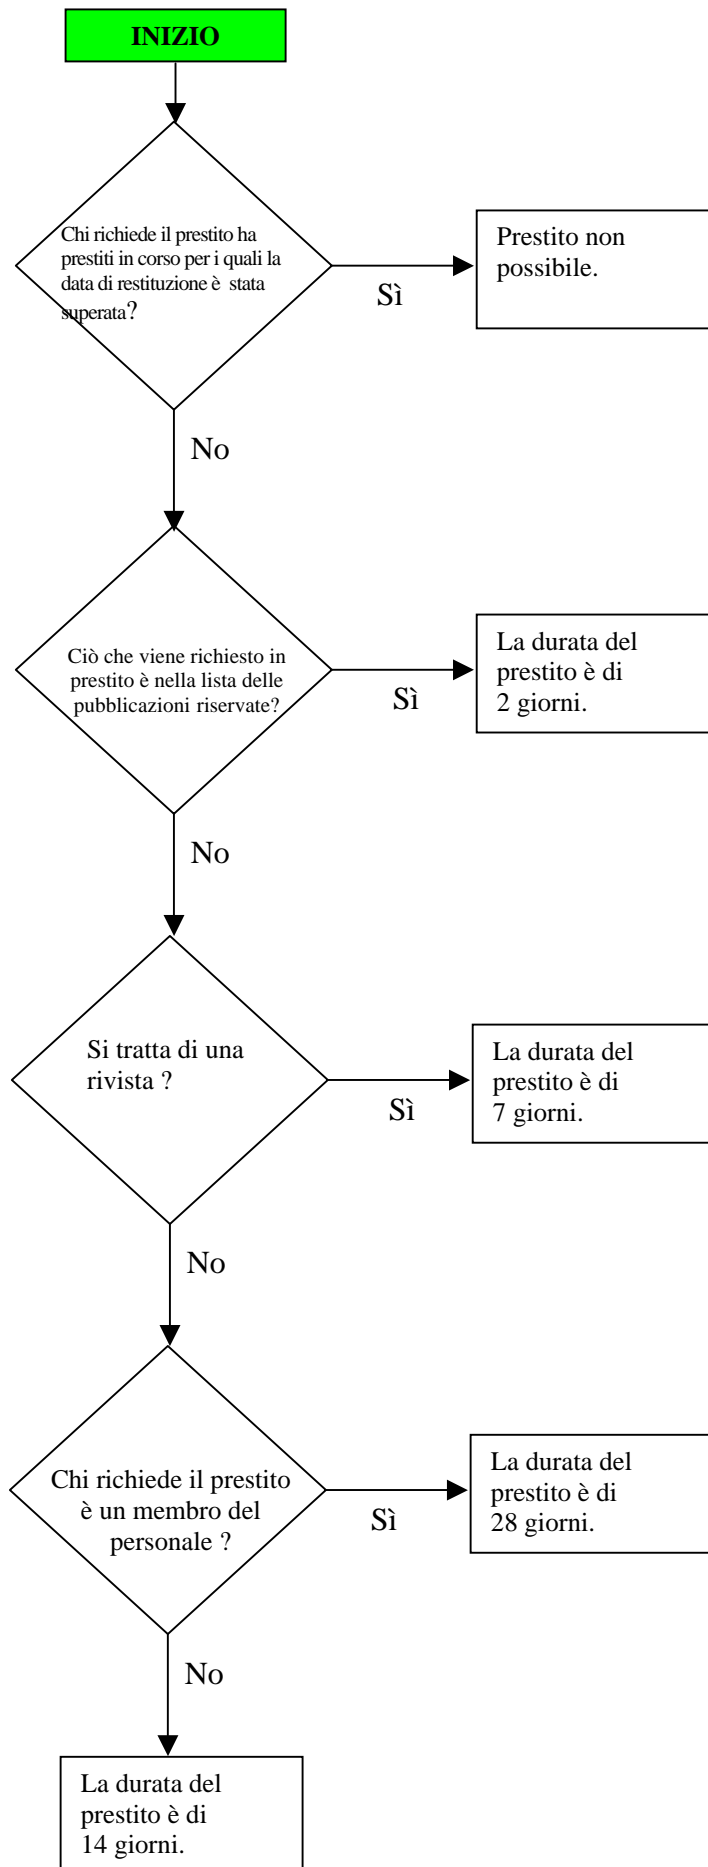 INIZIO
Chi richiede il prestito ha
prestiti in corso per i quali la
data di restituzione è stata
superata?
Sì
Prestito non
possibile.
No
Ciò che viene richiesto in
prestito è nella lista delle
pubblicazioni riservate?
Sì
La durata del
prestito è di
2 giorni.
No
Si tratta di una
rivista ?
Sì
La durata del
prestito è di
7 giorni.
No
Chi richiede il prestito
è un membro del
personale ?
Sì
La durata del
prestito è di
28 giorni.
No
La durata del
prestito è di
14 giorni.